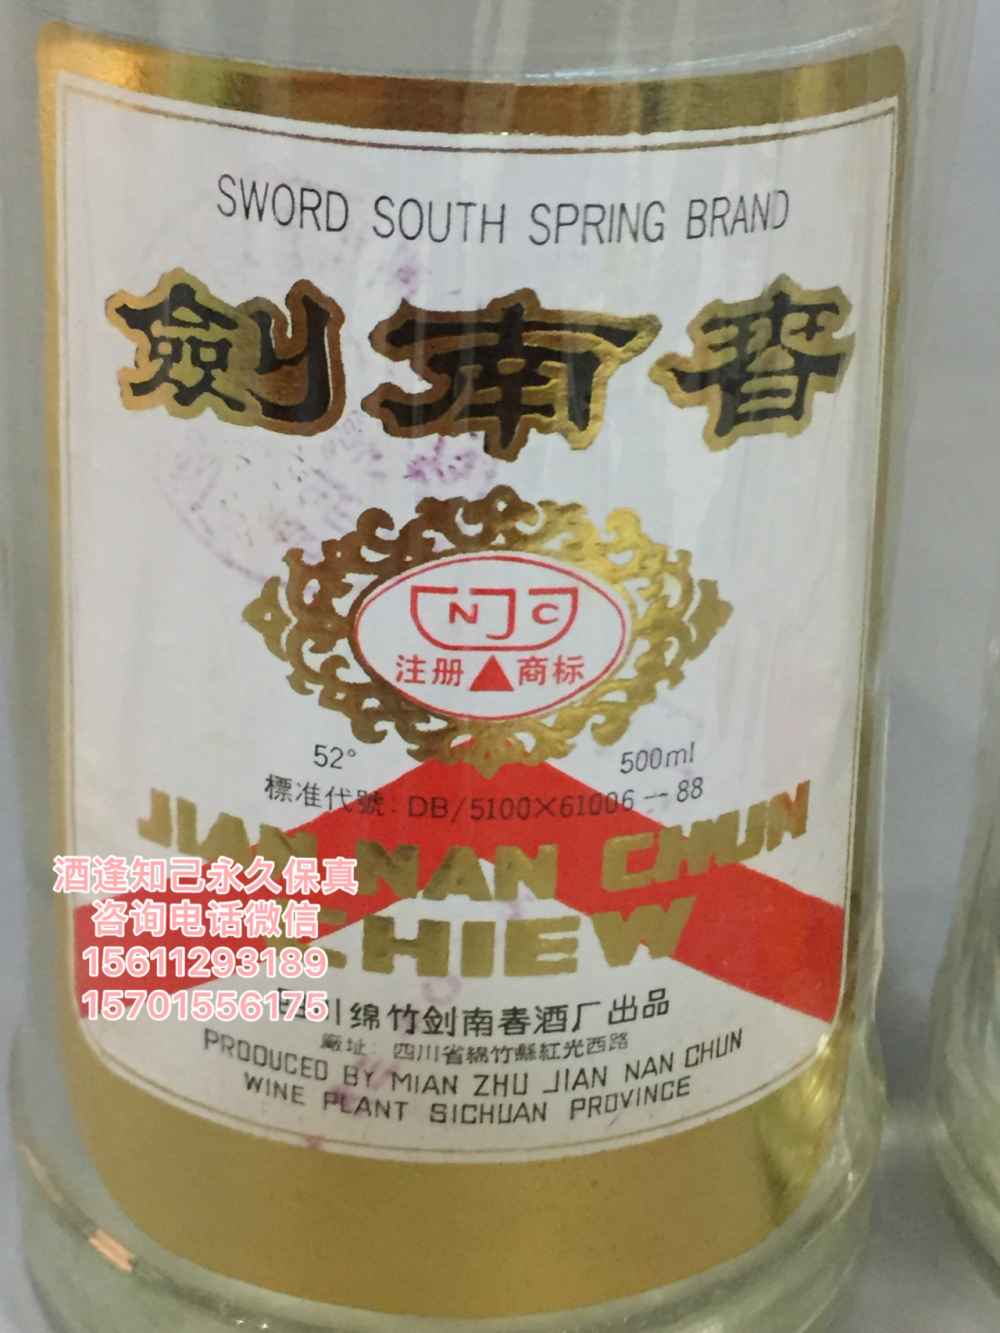 SWORD SOUTH SPRING BRAND
劍南春
NJC
注册 商标
52° 500ml
標准代號: DB/5100×61006－88
JIAN NAN CHUN
CHIEW
酒逢知己永久保真
咨询电话微信
15611293189
15701556175
四川绵竹剑南春酒厂出品
廠址: 四川省綿竹縣紅光西路
PRODUCED BY MIAN ZHU JIAN NAN CHUN
WINE PLANT SICHUAN PROVINCE